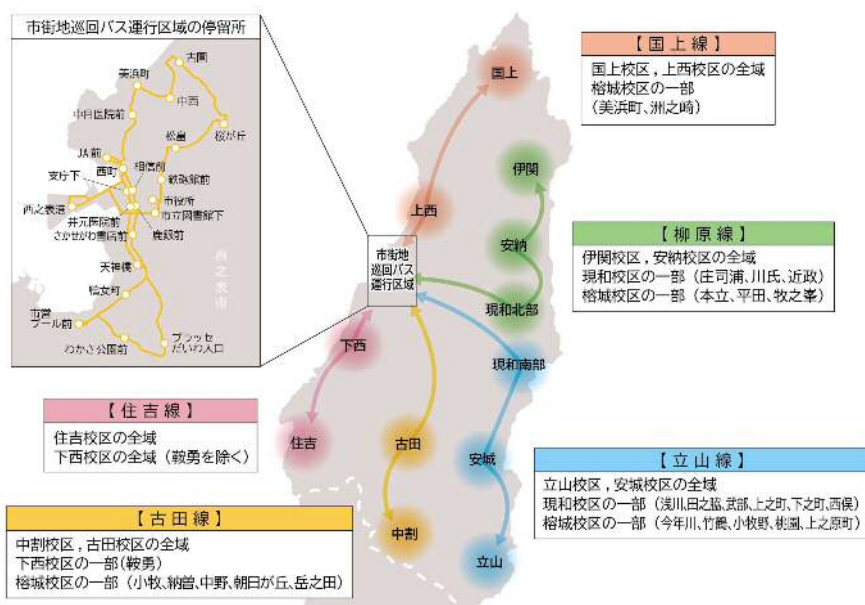 市街地巡回バス運行区域の停留所
古園
美浜町
中西
中目医院前
桜が丘
松畠
JA前
相信前
西町
鉄砲館前
支庁下
市役所
西之表港
市立図書館下
井元医院前
鹿銀前
さかせがわ書店前
天神橋
鴨女町
市営
プール前
わかさ公園前
プラッセ
だいわ入口
西之表市
国上
上西
伊関
安納
現和北部
市街地
巡回バス
運行区域
下西
現和南部
住吉
古田
安城
中割
立山
【国上線】
国上校区,上西校区の全域
榕城校区の一部
(美浜町、洲之崎)
【柳原線】
伊関校区,安納校区の全域
現和校区の一部(庄司浦、川氏、近政)
榕城校区の一部(本立、平田、牧之峯)
【住吉線】
住吉校区の全域
下西校区の全域(鞍勇を除く)
【立山線】
立山校区,安城校区の全域
現和校区の一部(浅川、田之脇、武部、上之町、下之町、西俣)
榕城校区の一部(今年川、竹鶴、小牧野、桃園、上之原町)
【古田線】
中割校区,古田校区の全域
下西校区の一部(鞍勇)
榕城校区の一部(小牧、納曽、中野、朝日が丘、岳之田)